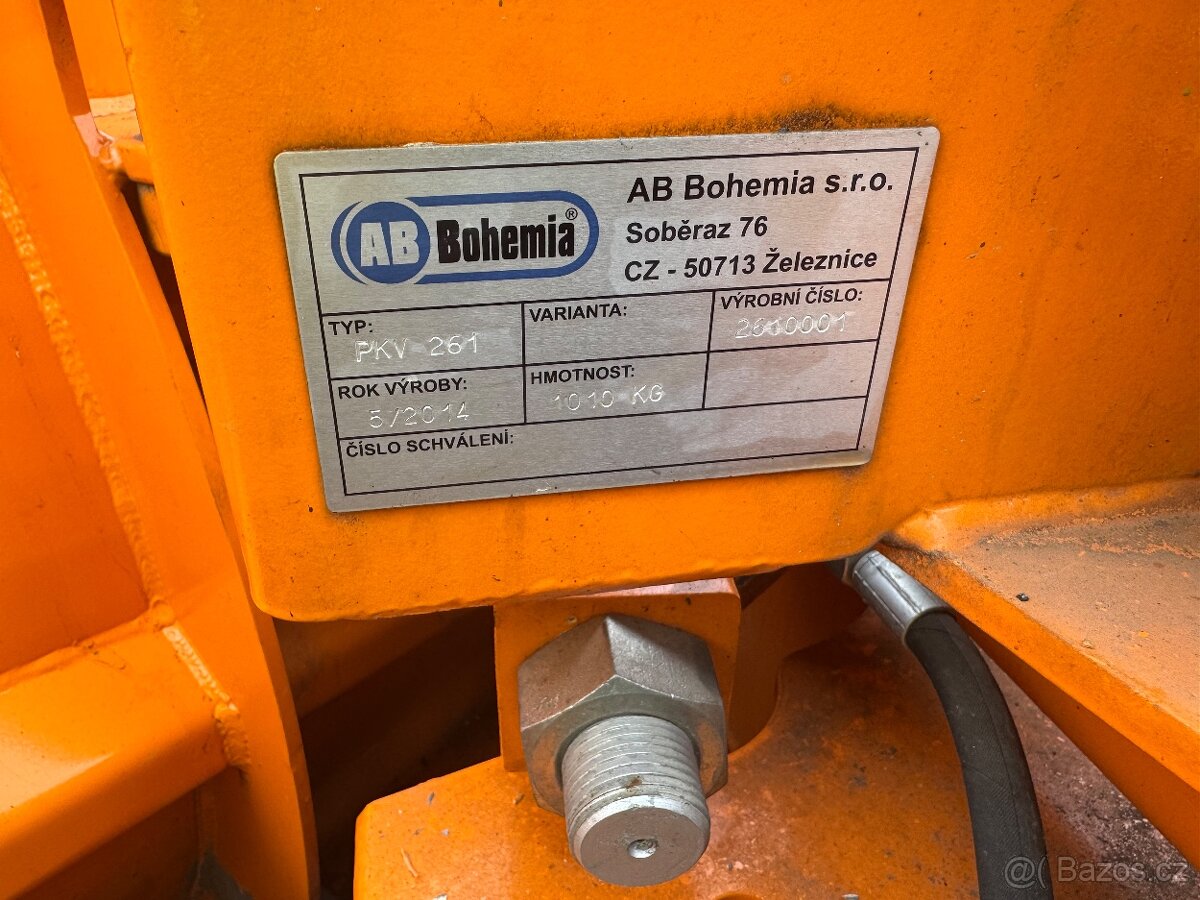 AB Bohemia®
AB Bohemia s.r.o.
Soběraz 76
CZ - 50713 Železnice
TYP:
PKV 261
VARIANTA:
VÝROBNÍ ČÍSLO:
2610001
ROK VÝROBY:
5/2014
HMOTNOST:
1010 KG
ČÍSLO SCHVÁLENÍ:
@( Bazos.cz